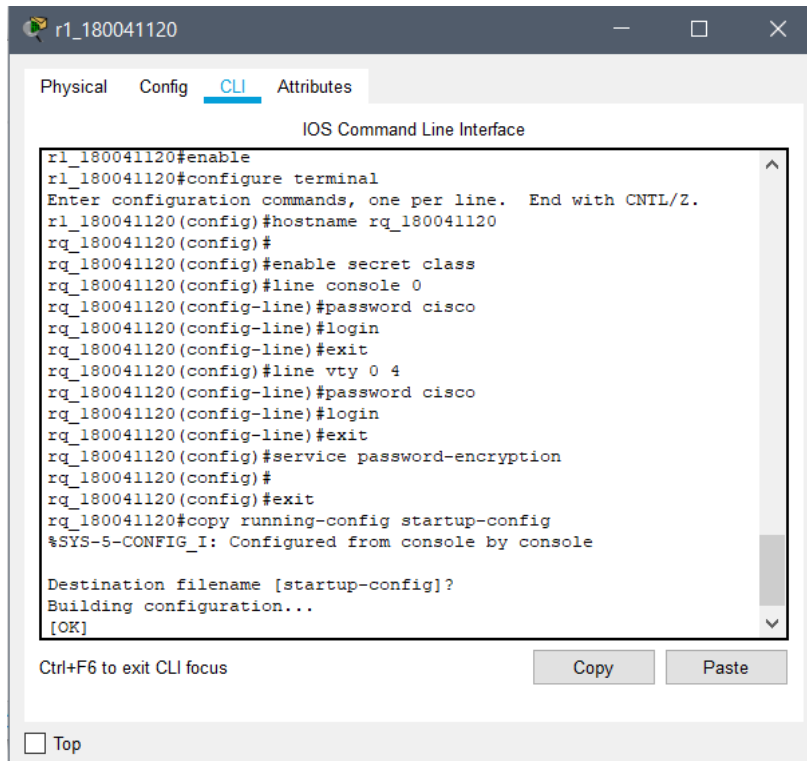 r1_180041120
Physical Config CLI Attributes
IOS Command Line Interface
r1_180041120#enable
r1_180041120#configure terminal
Enter configuration commands, one per line.  End with CNTL/Z.
r1_180041120(config)#hostname rq_180041120
rq_180041120(config)#
rq_180041120(config)#enable secret class
rq_180041120(config)#line console 0
rq_180041120(config-line)#password cisco
rq_180041120(config-line)#login
rq_180041120(config-line)#exit
rq_180041120(config)#line vty 0 4
rq_180041120(config-line)#password cisco
rq_180041120(config-line)#login
rq_180041120(config-line)#exit
rq_180041120(config)#service password-encryption
rq_180041120(config)#
rq_180041120(config)#exit
rq_180041120#copy running-config startup-config
%SYS-5-CONFIG_I: Configured from console by console
Destination filename [startup-config]?
Building configuration...
[OK]
Ctrl+F6 to exit CLI focus Copy Paste
Top